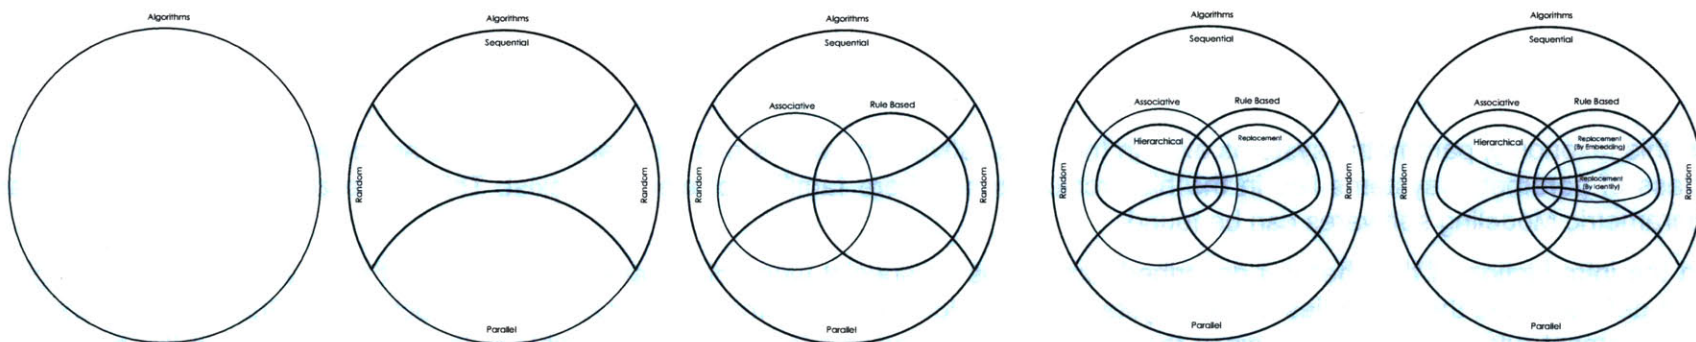 Algorithms
Algorithms
Sequential
Random
Random
Parallel
Algorithms
Sequential
Associative
Rule Based
Random
Random
Parallel
Algorithms
Sequential
Associative
Rule Based
Hierarchical
Replacement
Random
Random
Parallel
Algorithms
Sequential
Associative
Rule Based
Hierarchical
Replacement
(By Embedding)
Replacement
(By Identity)
Random
Random
Parallel